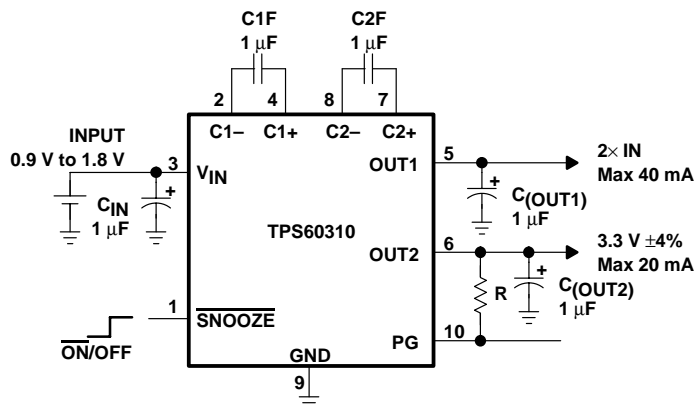 C1F
1 μF
C2F
1 μF
2
4
8
7
C1–
C1+
C2–
C2+
INPUT
0.9 V to 1.8 V
3
VIN
OUT1
5
2× IN
Max 40 mA
+
CIN
1 μF
+
C(OUT1)
1 μF
TPS60310
OUT2
6
3.3 V ±4%
Max 20 mA
R
+
C(OUT2)
1 μF
1
SNOOZE
ON/OFF
PG
10
GND
9